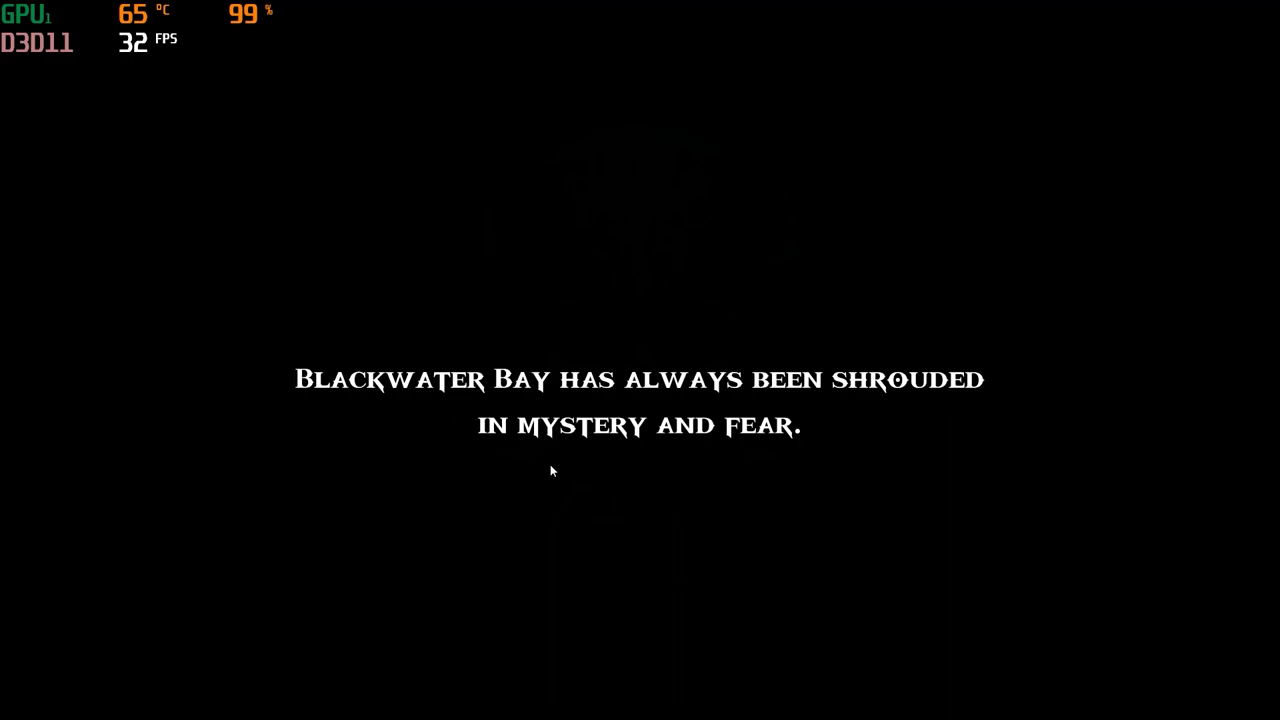 GPU1 65 °C 99 %
D3D11 32 FPS
Blackwater Bay has always been shrouded
in mystery and fear.